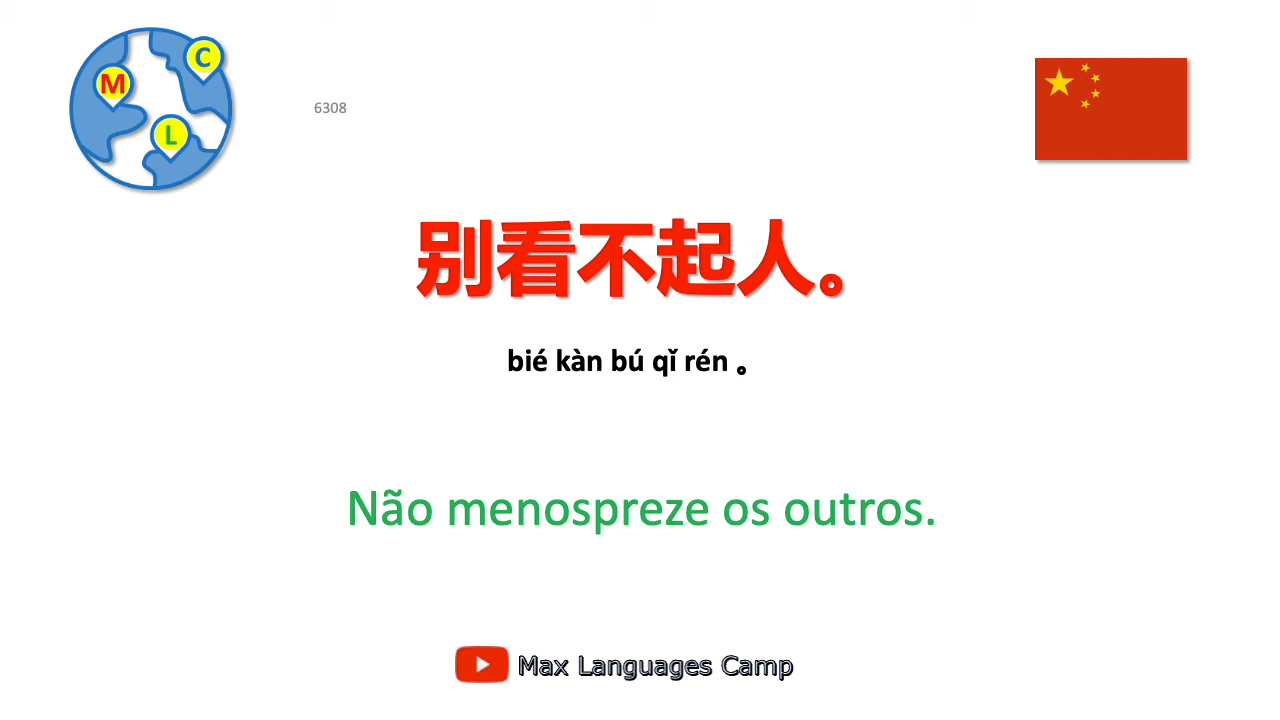 M
C
L
6308
别看不起人。
bié kàn bú qǐ rén 。
Não menospreze os outros.
Max Languages Camp